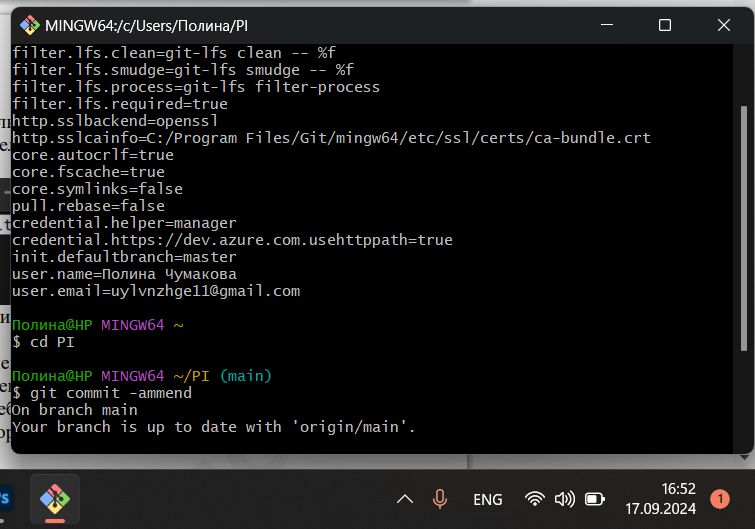 MINGW64:/c/Users/Полина/PI
filter.lfs.clean=git-lfs clean -- %f
filter.lfs.smudge=git-lfs smudge -- %f
filter.lfs.process=git-lfs filter-process
filter.lfs.required=true
http.sslbackend=openssl
http.sslcainfo=C:/Program Files/Git/mingw64/etc/ssl/certs/ca-bundle.crt
core.autocrlf=true
core.fscache=true
core.symlinks=false
pull.rebase=false
credential.helper=manager
credential.https://dev.azure.com.usehttppath=true
init.defaultbranch=master
user.name=Полина Чумакова
user.email=uylvnzhge11@gmail.com
Полина@HP MINGW64 ~
$ cd PI
Полина@HP MINGW64 ~/PI (main)
$ git commit -ammend
On branch main
Your branch is up to date with 'origin/main'.
ENG
16:52
17.09.2024
1